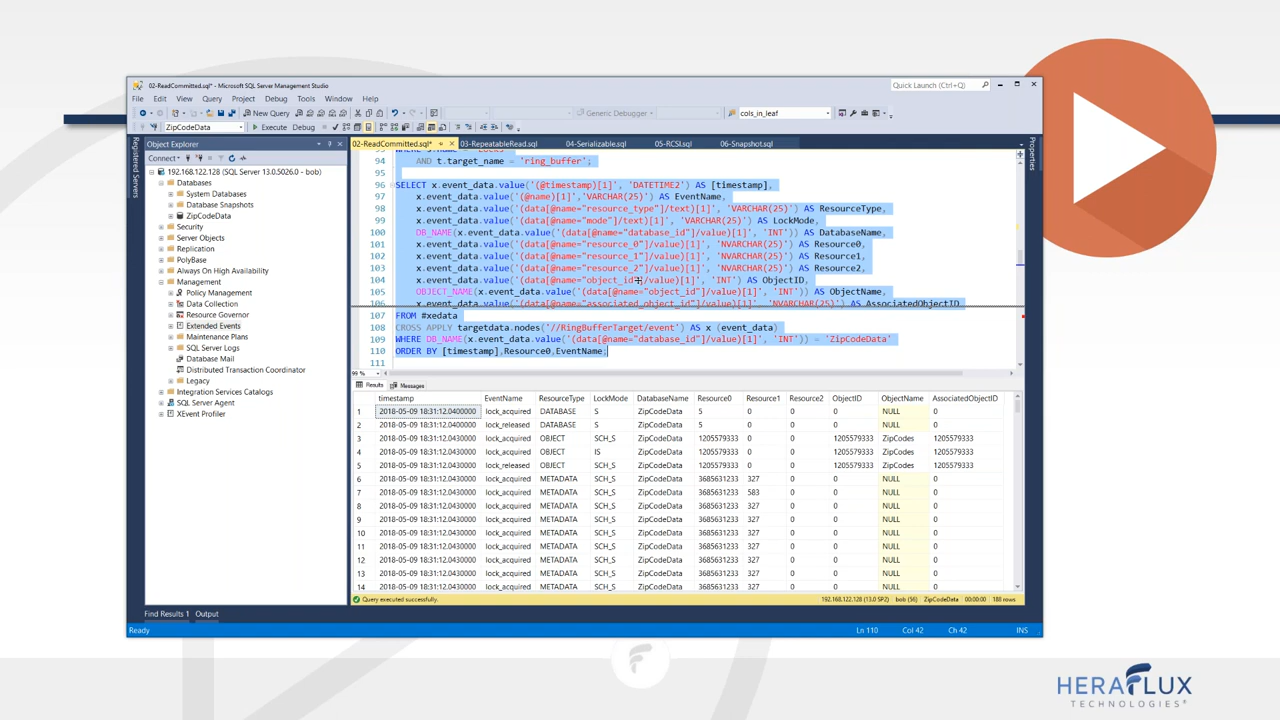 02-ReadCommitted.sql* - Microsoft SQL Server Management Studio
Quick Launch (Ctrl+Q)
File Edit View Query Project Debug Tools Window Help
New Query Generic Debugger cols_in_leaf
ZipCodeData Execute Debug
Registered Servers
Object Explorer
Connect
192.168.122.128 (SQL Server 13.0.5026.0 - bob)
Databases
System Databases
Database Snapshots
ZipCodeData
Security
Server Objects
Replication
PolyBase
Always On High Availability
Management
Policy Management
Data Collection
Resource Governor
Extended Events
Maintenance Plans
SQL Server Logs
Database Mail
Distributed Transaction Coordinator
Legacy
Integration Services Catalogs
SQL Server Agent
XEvent Profiler
02-ReadCommitted.sql* 03-RepeatableRead.sql 04-Serializable.sql 05-RCSI.sql 06-Snapshot.sql
Properties
94 AND t.target_name = 'ring_buffer';
95
96 SELECT x.event_data.value('(@timestamp)[1]', 'DATETIME2') AS [timestamp],
97 x.event_data.value('(@name)[1]','VARCHAR(25)') AS EventName,
98 x.event_data.value('(data[@name="resource_type"]/text)[1]', 'VARCHAR(25)') AS ResourceType,
99 x.event_data.value('(data[@name="mode"]/text)[1]', 'VARCHAR(25)') AS LockMode,
100 DB_NAME(x.event_data.value('(data[@name="database_id"]/value)[1]', 'INT')) AS DatabaseName,
101 x.event_data.value('(data[@name="resource_0"]/value)[1]', 'NVARCHAR(25)') AS Resource0,
102 x.event_data.value('(data[@name="resource_1"]/value)[1]', 'NVARCHAR(25)') AS Resource1,
103 x.event_data.value('(data[@name="resource_2"]/value)[1]', 'NVARCHAR(25)') AS Resource2,
104 x.event_data.value('(data[@name="object_id"]/value)[1]', 'INT') AS ObjectID,
105 OBJECT_NAME(x.event_data.value('(data[@name="object_id"]/value)[1]', 'INT')) AS ObjectName,
106 x.event_data.value('(data[@name="associated_object_id"]/value)[1]', 'NVARCHAR(25)') AS AssociatedObjectID
107 FROM #xedata
108 CROSS APPLY targetdata.nodes('//RingBufferTarget/event') AS x (event_data)
109 WHERE DB_NAME(x.event_data.value('(data[@name="database_id"]/value)[1]', 'INT')) = 'ZipCodeData'
110 ORDER BY [timestamp],Resource0,EventName;
111
99 %
Results Messages
timestamp EventName ResourceType LockMode DatabaseName Resource0 Resource1 Resource2 ObjectID ObjectName AssociatedObjectID
1 2018-05-09 18:31:12.0400000 lock_acquired DATABASE S ZipCodeData 5 0 0 0 NULL 0
2 2018-05-09 18:31:12.0400000 lock_released DATABASE S ZipCodeData 5 0 0 0 NULL 0
3 2018-05-09 18:31:12.0430000 lock_acquired OBJECT SCH_S ZipCodeData 1205579333 0 0 1205579333 ZipCodes 1205579333
4 2018-05-09 18:31:12.0430000 lock_acquired OBJECT IS ZipCodeData 1205579333 0 0 1205579333 ZipCodes 1205579333
5 2018-05-09 18:31:12.0430000 lock_released OBJECT SCH_S ZipCodeData 1205579333 0 0 1205579333 ZipCodes 1205579333
6 2018-05-09 18:31:12.0430000 lock_acquired METADATA SCH_S ZipCodeData 3685631233 327 0 0 NULL 0
7 2018-05-09 18:31:12.0430000 lock_acquired METADATA SCH_S ZipCodeData 3685631233 583 0 0 NULL 0
8 2018-05-09 18:31:12.0430000 lock_acquired METADATA SCH_S ZipCodeData 3685631233 327 0 0 NULL 0
9 2018-05-09 18:31:12.0430000 lock_acquired METADATA SCH_S ZipCodeData 3685631233 327 0 0 NULL 0
10 2018-05-09 18:31:12.0430000 lock_acquired METADATA SCH_S ZipCodeData 3685631233 327 0 0 NULL 0
11 2018-05-09 18:31:12.0430000 lock_acquired METADATA SCH_S ZipCodeData 3685631233 327 0 0 NULL 0
12 2018-05-09 18:31:12.0430000 lock_acquired METADATA SCH_S ZipCodeData 3685631233 327 0 0 NULL 0
13 2018-05-09 18:31:12.0430000 lock_acquired METADATA SCH_S ZipCodeData 3685631233 327 0 0 NULL 0
14 2018-05-09 18:31:12.0430000 lock_acquired METADATA SCH_S ZipCodeData 3685631233 327 0 0 NULL 0
Query executed successfully. 192.168.122.128 (13.0 SP2) bob (56) ZipCodeData 00:00:00 188 rows
Find Results 1 Output
Ready Ln 110 Col 42 Ch 42 INS
HERAFLUX
TECHNOLOGIES